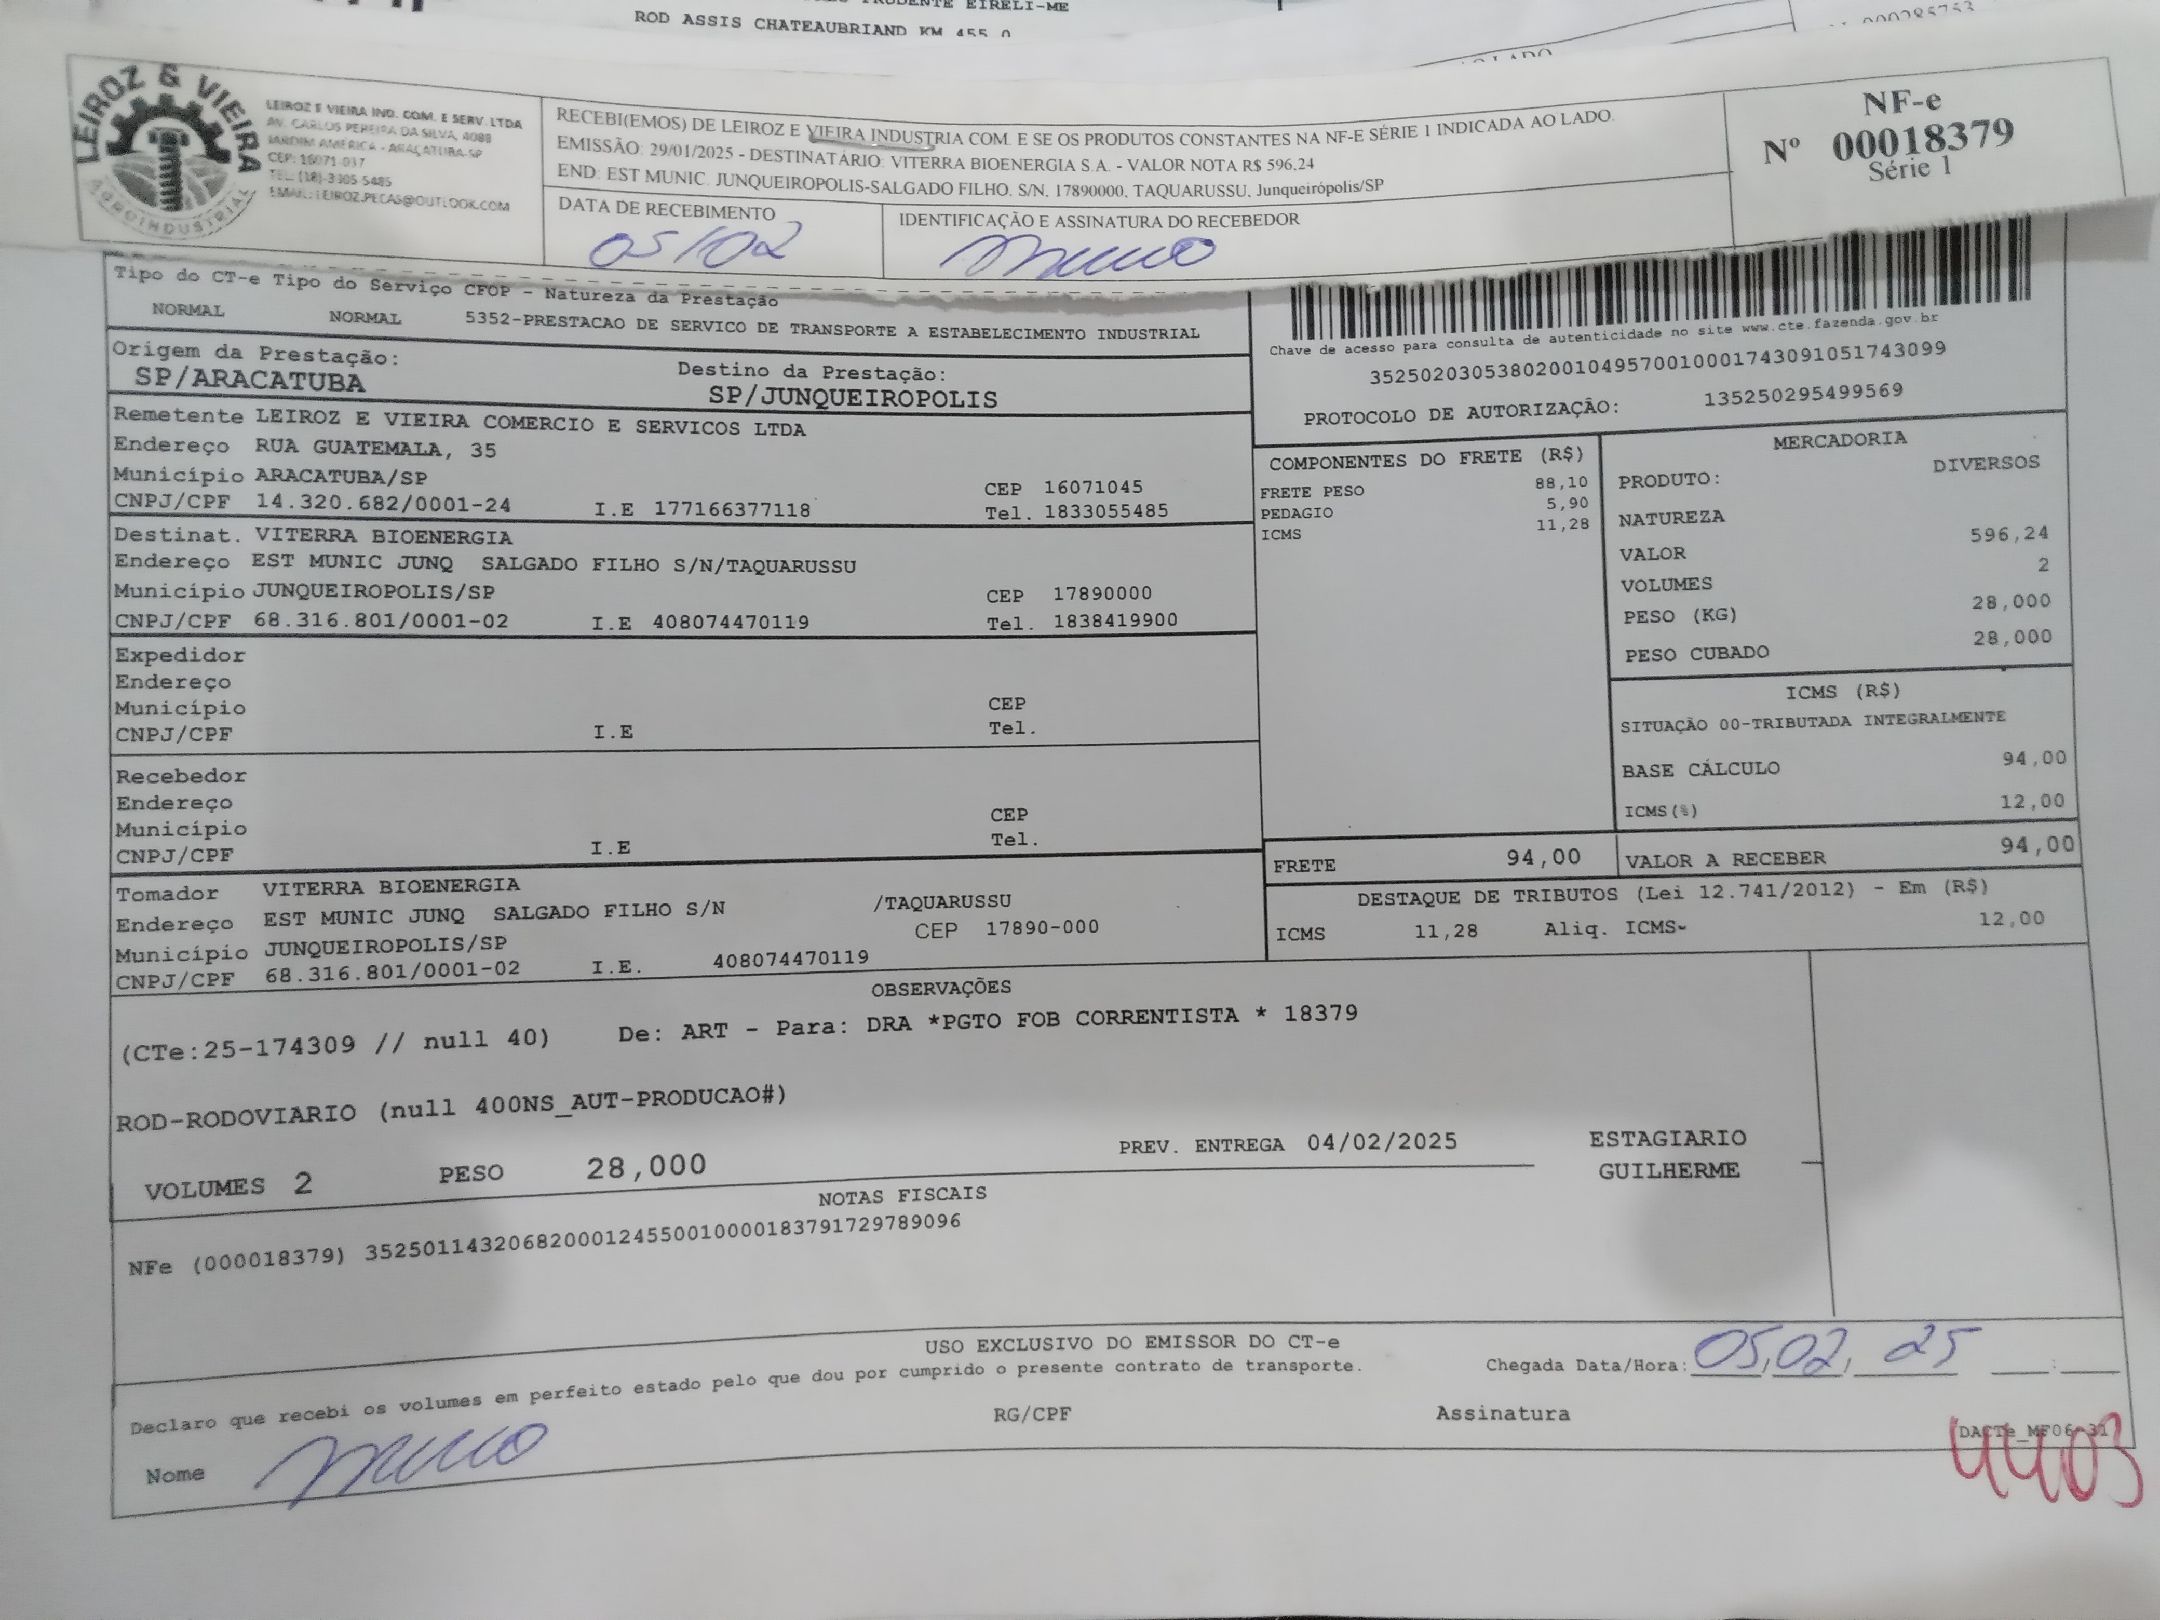 PRUDENTE EIRELI-ME
ROD ASSIS CHATEAUBRIAND KM 455 0
000285753
LEIROZ & VIEIRA
AGROINDUSTRIAL
LEIROZ E VIEIRA IND. COM. E SERV. LTDA
AV. CARLOS PEREIRA DA SILVA, 4088
JARDIM AMERICA - ARAÇATUBA-SP
CEP: 16071-037
TEL: (18)-3305-5485
EMAIL: LEIROZ.PECAS@OUTLOOK.COM
RECEBI(EMOS) DE LEIROZ E VIEIRA INDUSTRIA COM. E SE OS PRODUTOS CONSTANTES NA NF-E SÉRIE 1 INDICADA AO LADO.
EMISSÃO: 29/01/2025 - DESTINATÁRIO: VITERRA BIOENERGIA S.A. - VALOR NOTA R$ 596,24
END: EST MUNIC. JUNQUEIROPOLIS-SALGADO FILHO, S/N, 17890000, TAQUARUSSU, Junqueirópolis/SP
DATA DE RECEBIMENTO
05/02
IDENTIFICAÇÃO E ASSINATURA DO RECEBEDOR
NF-e
Nº 00018379
Série 1
Tipo do CT-e Tipo do Serviço CFOP - Natureza da Prestação
NORMAL NORMAL 5352-PRESTACAO DE SERVICO DE TRANSPORTE A ESTABELECIMENTO INDUSTRIAL
Chave de acesso para consulta de autenticidade no site www.cte.fazenda.gov.br
35250203053802001049570010001743091051743099
PROTOCOLO DE AUTORIZAÇÃO: 135250295499569
Origem da Prestação: Destino da Prestação:
SP/ARACATUBA SP/JUNQUEIROPOLIS
Remetente LEIROZ E VIEIRA COMERCIO E SERVICOS LTDA
Endereço RUA GUATEMALA, 35
Município ARACATUBA/SP CEP 16071045
CNPJ/CPF 14.320.682/0001-24 I.E 177166377118 Tel. 1833055485
Destinat. VITERRA BIOENERGIA
Endereço EST MUNIC JUNQ SALGADO FILHO S/N/TAQUARUSSU
Município JUNQUEIROPOLIS/SP CEP 17890000
CNPJ/CPF 68.316.801/0001-02 I.E 408074470119 Tel. 1838419900
Expedidor
Endereço
Município CEP
CNPJ/CPF I.E Tel.
Recebedor
Endereço
Município CEP
CNPJ/CPF I.E Tel.
Tomador VITERRA BIOENERGIA
Endereço EST MUNIC JUNQ SALGADO FILHO S/N /TAQUARUSSU
Município JUNQUEIROPOLIS/SP CEP 17890-000
CNPJ/CPF 68.316.801/0001-02 I.E. 408074470119
COMPONENTES DO FRETE (R$)
FRETE PESO 88,10
PEDAGIO 5,90
ICMS 11,28
MERCADORIA
PRODUTO: DIVERSOS
NATUREZA
VALOR 596,24
VOLUMES 2
PESO (KG) 28,000
PESO CUBADO 28,000
ICMS (R$)
SITUAÇÃO 00-TRIBUTADA INTEGRALMENTE
BASE CÁLCULO 94,00
ICMS(%) 12,00
FRETE 94,00 VALOR A RECEBER 94,00
DESTAQUE DE TRIBUTOS (Lei 12.741/2012) - Em (R$)
ICMS 11,28 Aliq. ICMS- 12,00
OBSERVAÇÕES
(CTe:25-174309 // null 40) De: ART - Para: DRA *PGTO FOB CORRENTISTA * 18379
ROD-RODOVIARIO (null 400NS_AUT-PRODUCAO#)
VOLUMES 2 PESO 28,000 PREV. ENTREGA 04/02/2025
ESTAGIARIO
GUILHERME
NOTAS FISCAIS
NFe (000018379) 35250114320682000124550010000183791729789096
USO EXCLUSIVO DO EMISSOR DO CT-e
Declaro que recebi os volumes em perfeito estado pelo que dou por cumprido o presente contrato de transporte.
Chegada Data/Hora: 05,02, 25
Nome RG/CPF Assinatura
DACTe_MF06-31
4403